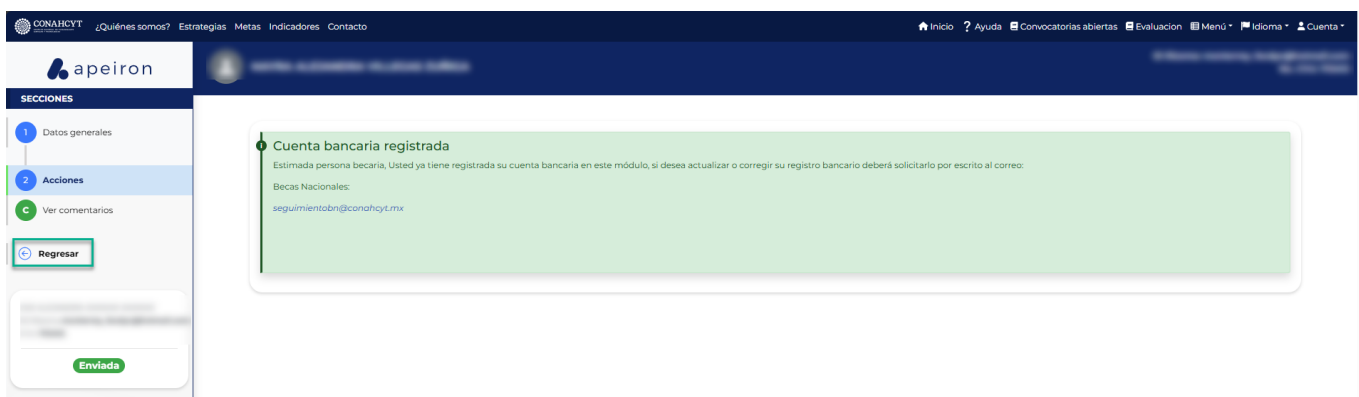 CONAHCYT ¿Quiénes somos? Estrategias Metas Indicadores Contacto Inicio ? Ayuda Convocatorias abiertas Evaluacion Menú Idioma Cuenta
apeiron
SECCIONES
1 Datos generales
2 Acciones
C Ver comentarios
Regresar
Enviada
Cuenta bancaria registrada
Estimada persona becaria, Usted ya tiene registrada su cuenta bancaria en este módulo, si desea actualizar o corregir su registro bancario deberá solicitarlo por escrito al correo:
Becas Nacionales:
seguimientobn@conahcyt.mx